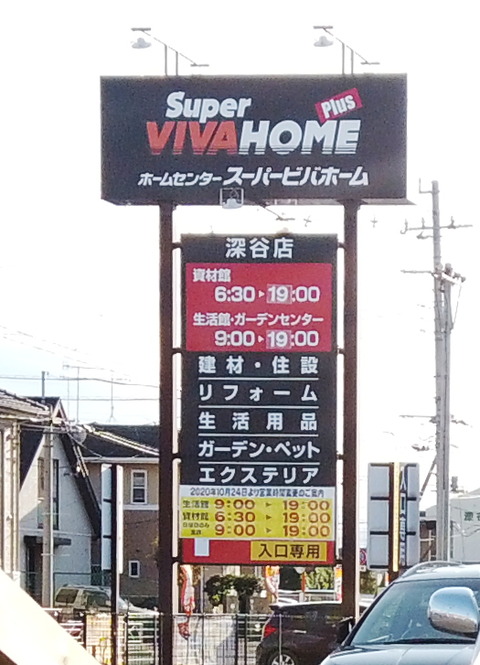 Super
Plus
VIVA HOME
ホームセンター スーパービバホーム
深谷店
資材館
6:30▶19:00
生活館・ガーデンセンター
9:00▶19:00
建材・住設
リフォーム
生活用品
ガーデン・ペット
エクステリア
2020年10月24日より営業時間変更のご案内
生活館 9:00▶19:00
資材館 6:30▶19:00
9:00▶19:00
入口専用
入口専用